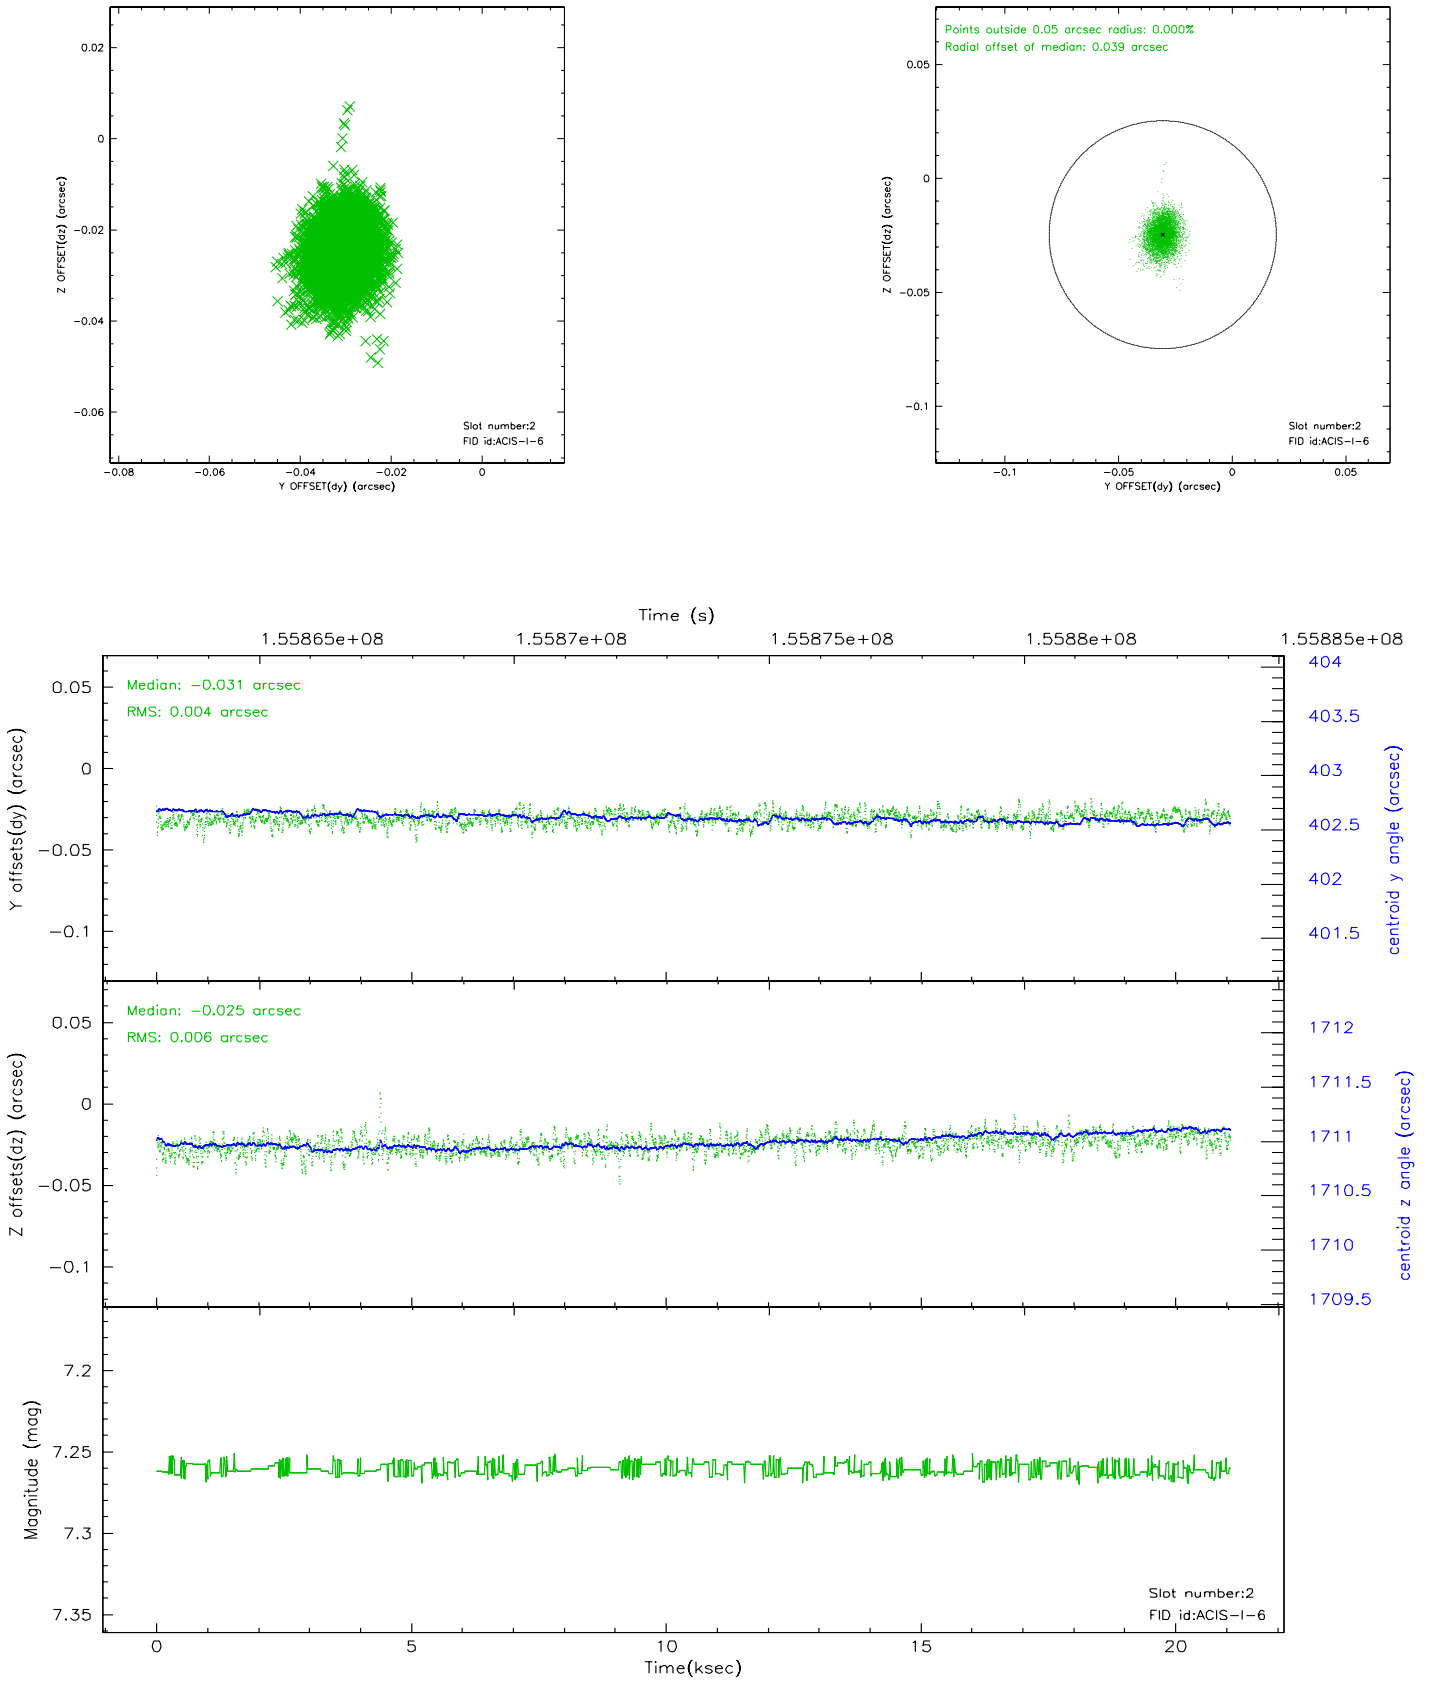 0.02
0
-0.02
-0.04
-0.06
Z OFFSET(dz) (arcsec)
-0.08
-0.06
-0.04
-0.02
0
Y OFFSET(dy) (arcsec)
Slot number:2
FID id:ACIS-I-6
Points outside 0.05 arcsec radius: 0.000%
Radial offset of median: 0.039 arcsec
0.05
0
-0.05
-0.1
Z OFFSET(dz) (arcsec)
-0.1
-0.05
0
0.05
Y OFFSET(dy) (arcsec)
Slot number:2
FID id:ACIS-I-6
Time (s)
1.55865e+08
1.5587e+08
1.55875e+08
1.5588e+08
1.55885e+08
Median: -0.031 arcsec
RMS: 0.004 arcsec
0.05
0
-0.05
-0.1
Y offsets(dy) (arcsec)
404
403.5
403
402.5
402
401.5
centroid y angle (arcsec)
Median: -0.025 arcsec
RMS: 0.006 arcsec
0.05
0
-0.05
-0.1
Z offsets(dz) (arcsec)
1712
1711.5
1711
1710.5
1710
1709.5
centroid z angle (arcsec)
7.2
7.25
7.3
7.35
Magnitude (mag)
Slot number:2
FID id:ACIS-I-6
0
5
10
15
20
Time(ksec)